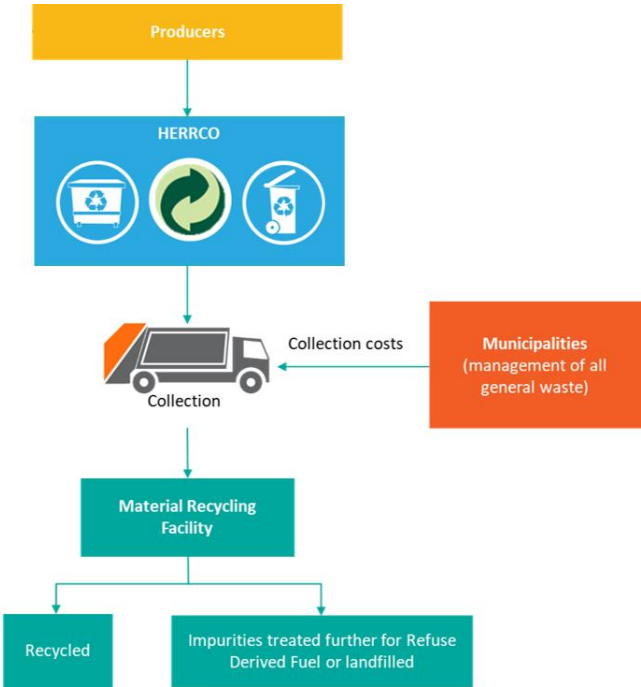 Producers
HERRCO
Collection costs
Municipalities
(management of all
general waste)
Collection
Material Recycling
Facility
Recycled
Impurities treated further for Refuse
Derived Fuel or landfilled